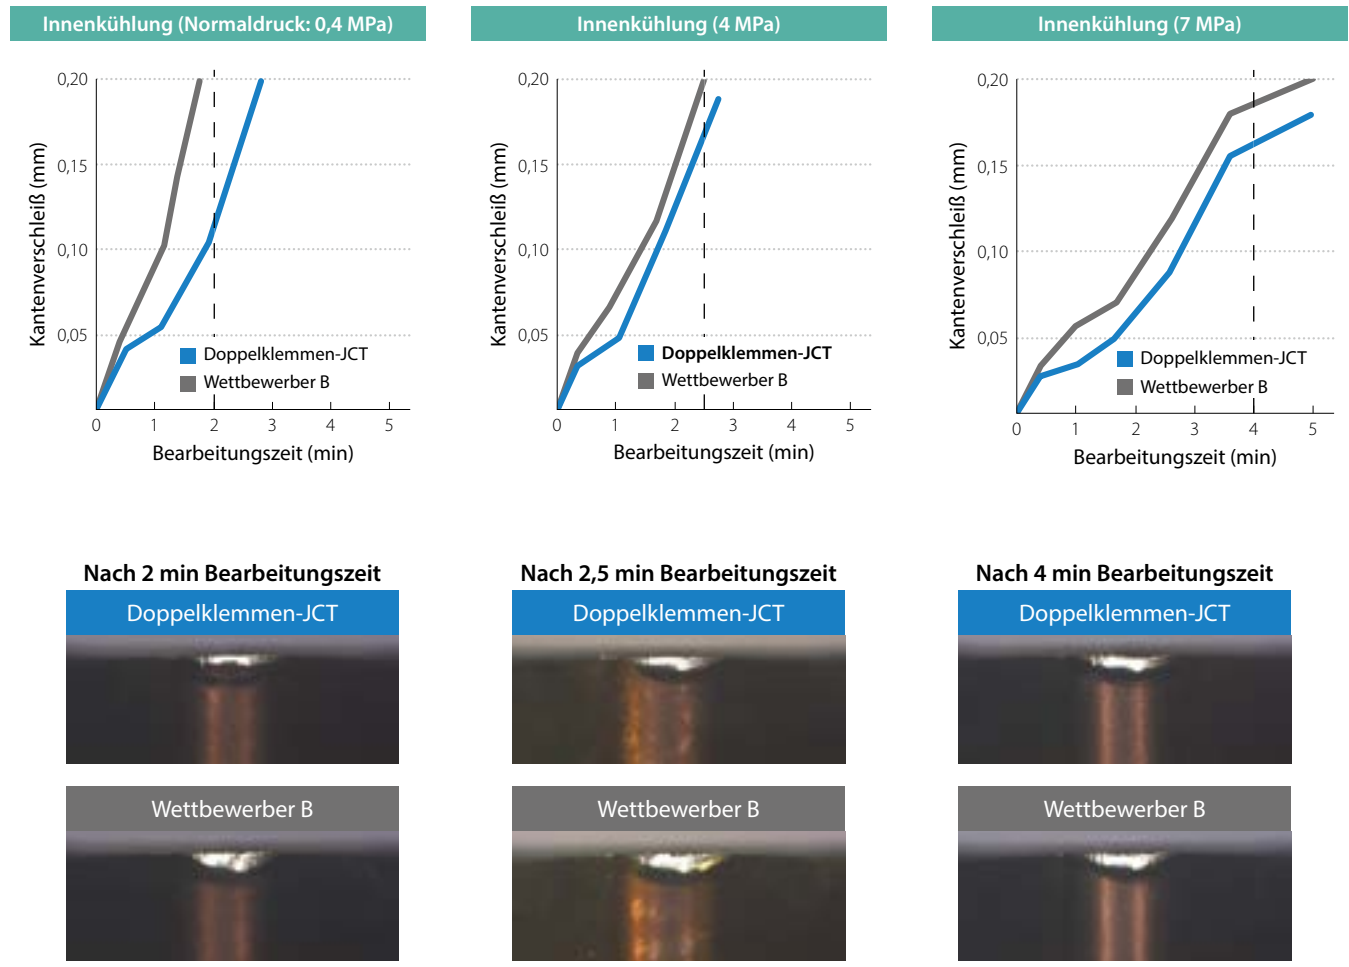 Innenkühlung (Normaldruck: 0,4 MPa)
0,20
0,15
0,10
0,05
Kantenverschleiß (mm)
Doppelklemmen-JCT
Wettbewerber B
0 1 2 3 4 5
Bearbeitungszeit (min)
Innenkühlung (4 MPa)
0,20
0,15
0,10
0,05
Kantenverschleiß (mm)
Doppelklemmen-JCT
Wettbewerber B
0 1 2 3 4 5
Bearbeitungszeit (min)
Innenkühlung (7 MPa)
0,20
0,15
0,10
0,05
Kantenverschleiß (mm)
Doppelklemmen-JCT
Wettbewerber B
0 1 2 3 4 5
Bearbeitungszeit (min)
Nach 2 min Bearbeitungszeit
Doppelklemmen-JCT
Wettbewerber B
Nach 2,5 min Bearbeitungszeit
Doppelklemmen-JCT
Wettbewerber B
Nach 4 min Bearbeitungszeit
Doppelklemmen-JCT
Wettbewerber B